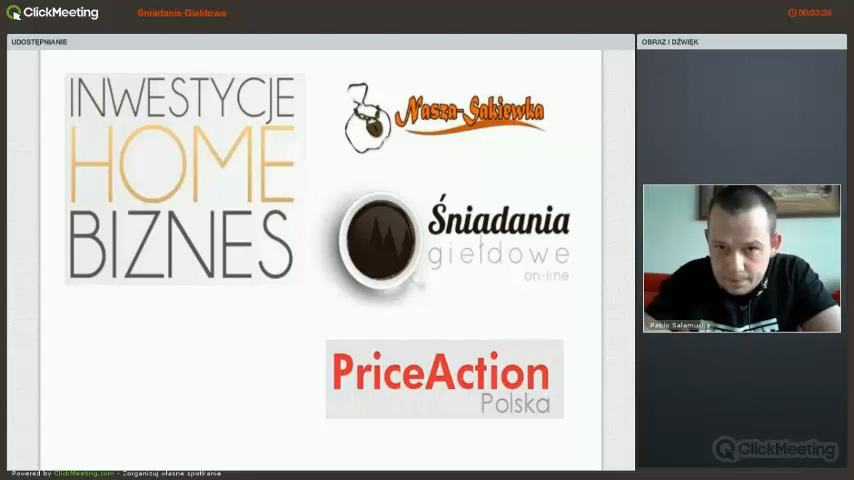 ClickMeeting
Śniadanie Giełdowe
00:03:36
UDOSTĘPNIANIE
OBRAZ I DŹWIĘK
INWESTYCJE
HOME
BIZNES
Nasza-Sakiewka
Śniadania
giełdowe
on-line
PriceAction
Polska
Pablo Salamucha
ClickMeeting
Powered by ClickMeeting.com - Zorganizuj własne spotkanie